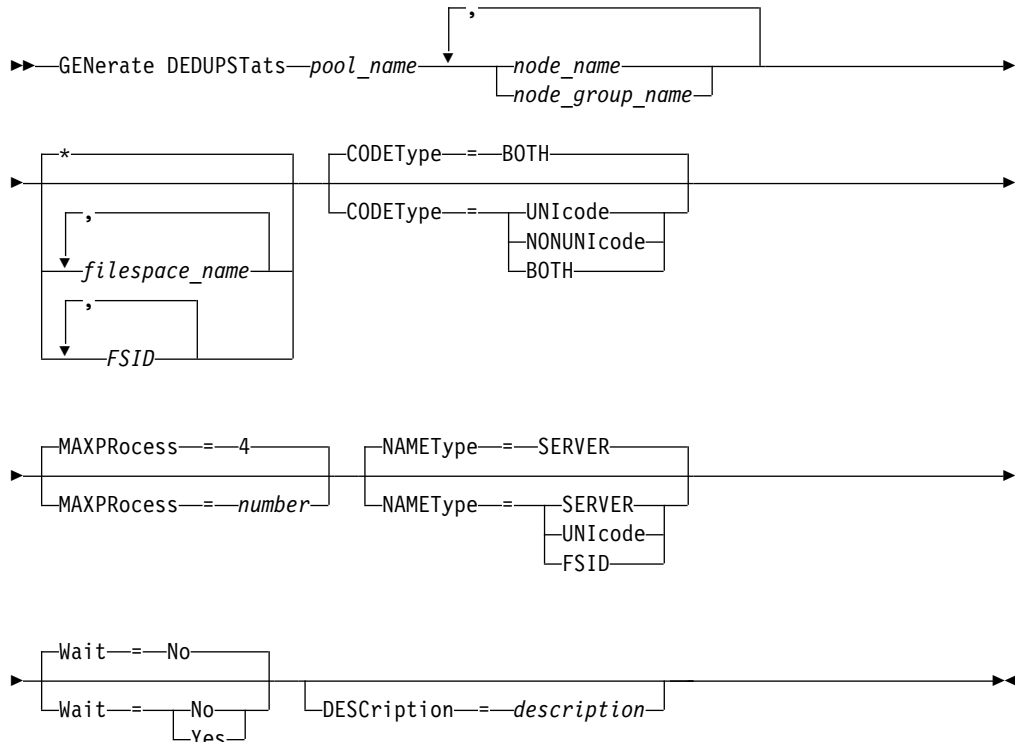 ,
GENerate DEDUPSTats pool_name node_name
node_group_name
* CODEType = BOTH
, CODEType = UNIcode
filespace_name NONUNIcode
, BOTH
FSID
MAXPRocess = 4 NAMEType = SERVER
MAXPRocess = number NAMEType = SERVER
UNIcode
FSID
Wait = No
Wait = No DESCription = description
Yes